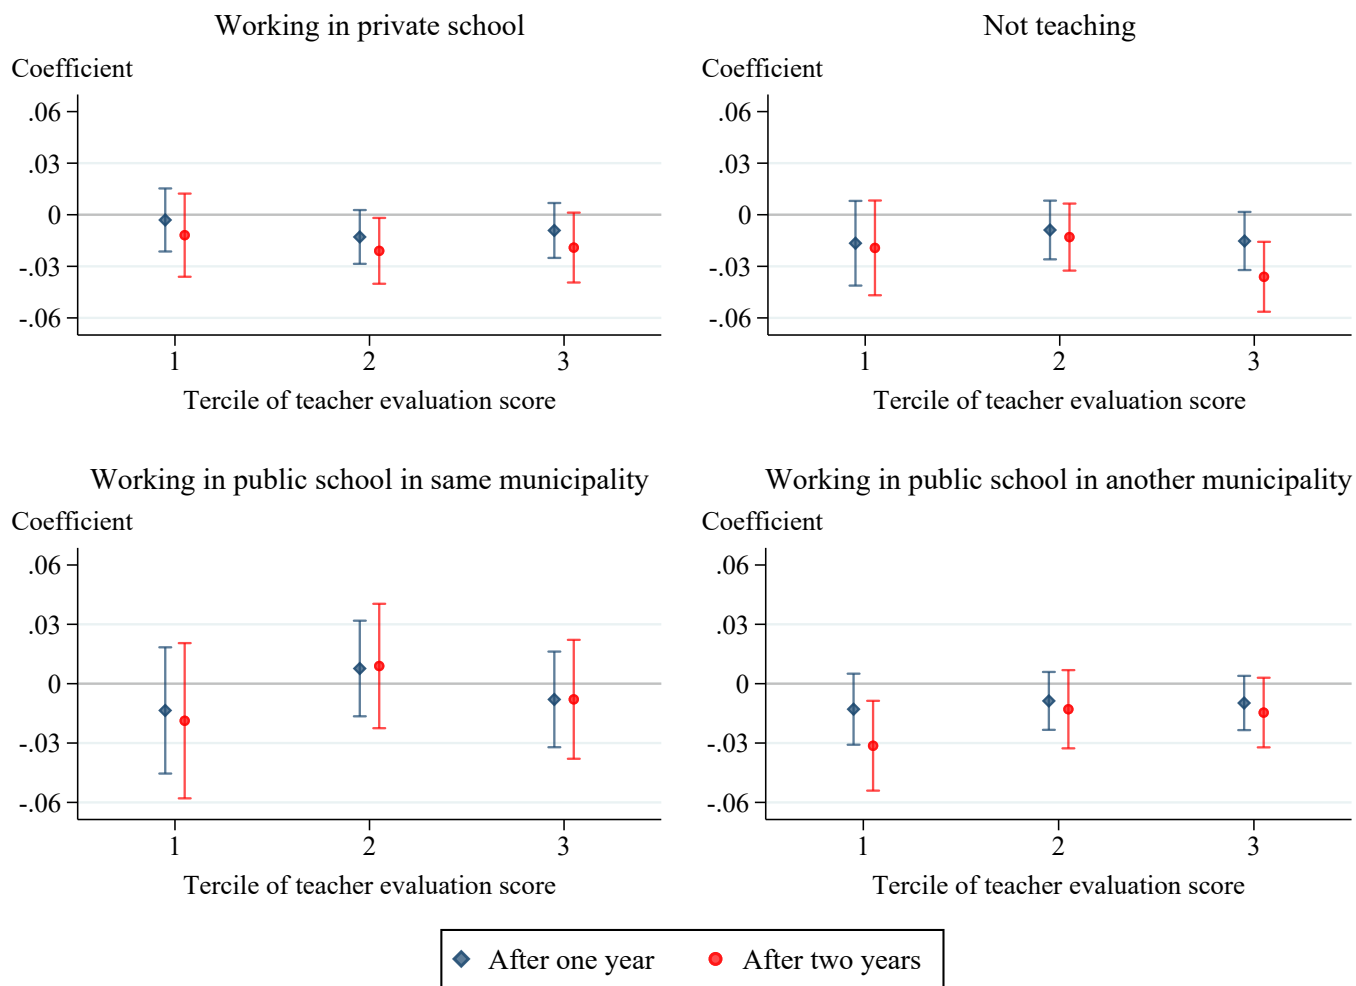 Working in private school
Coefficient
.06
.03
0
-.03
-.06
1 2 3
Tercile of teacher evaluation score
Not teaching
Coefficient
.06
.03
0
-.03
-.06
1 2 3
Tercile of teacher evaluation score
Working in public school in same municipality
Coefficient
.06
.03
0
-.03
-.06
1 2 3
Tercile of teacher evaluation score
Working in public school in another municipality
Coefficient
.06
.03
0
-.03
-.06
1 2 3
Tercile of teacher evaluation score
After one year After two years